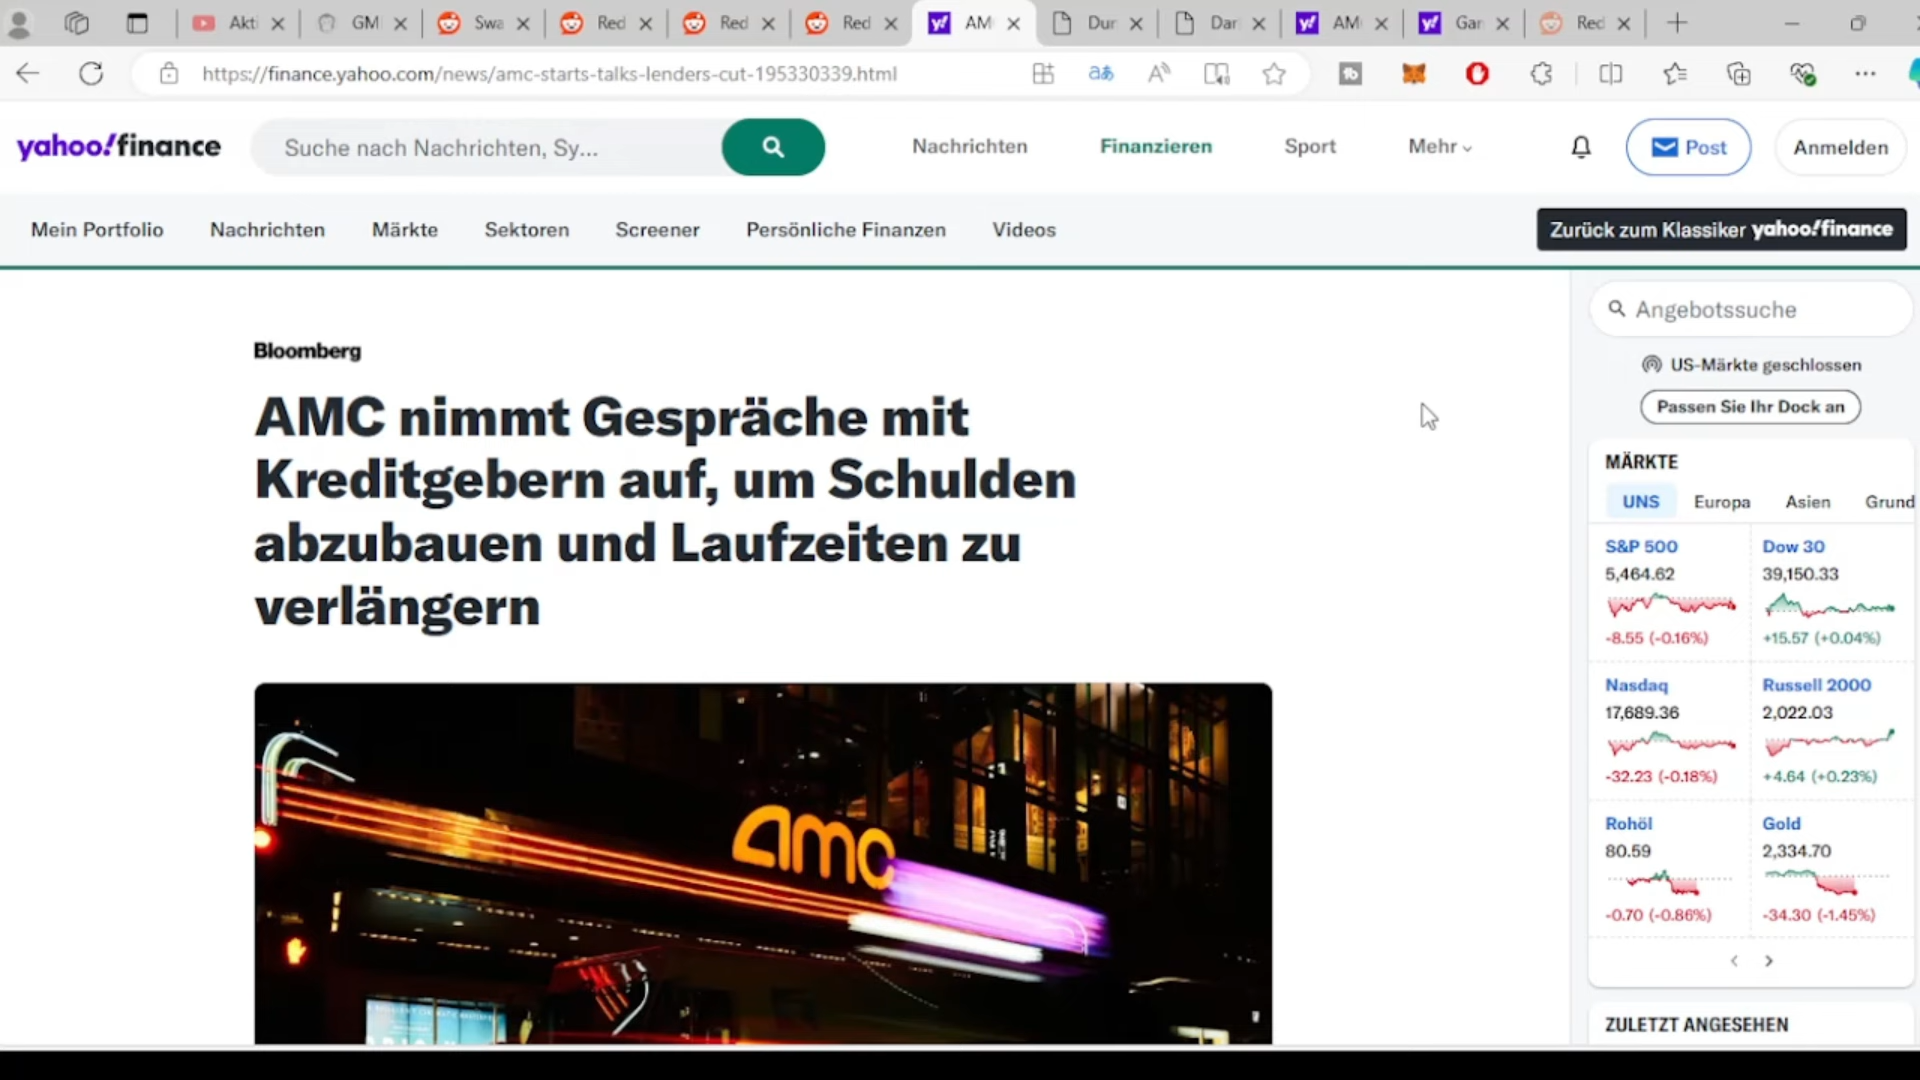 Akti
GM
Swa
Red
Red
Red
AM
Dur
Dar
AM
Gar
Red
https://finance.yahoo.com/news/amc-starts-talks-lenders-cut-195330339.html
yahoo!finance
Suche nach Nachrichten, Sy...
Nachrichten
Finanzieren
Sport
Mehr
Post
Anmelden
Mein Portfolio
Nachrichten
Märkte
Sektoren
Screener
Persönliche Finanzen
Videos
Zurück zum Klassiker yahoo!finance
Bloomberg
AMC nimmt Gespräche mit
Kreditgebern auf, um Schulden
abzubauen und Laufzeiten zu
verlängern
amc
Angebotssuche
US-Märkte geschlossen
Passen Sie Ihr Dock an
MÄRKTE
UNS Europa Asien Grund
S&P 500
5,464.62
-8.55 (-0.16%)
Dow 30
39,150.33
+15.57 (+0.04%)
Nasdaq
17,689.36
-32.23 (-0.18%)
Russell 2000
2,022.03
+4.64 (+0.23%)
Rohöl
80.59
-0.70 (-0.86%)
Gold
2,334.70
-34.30 (-1.45%)
ZULETZT ANGESEHEN